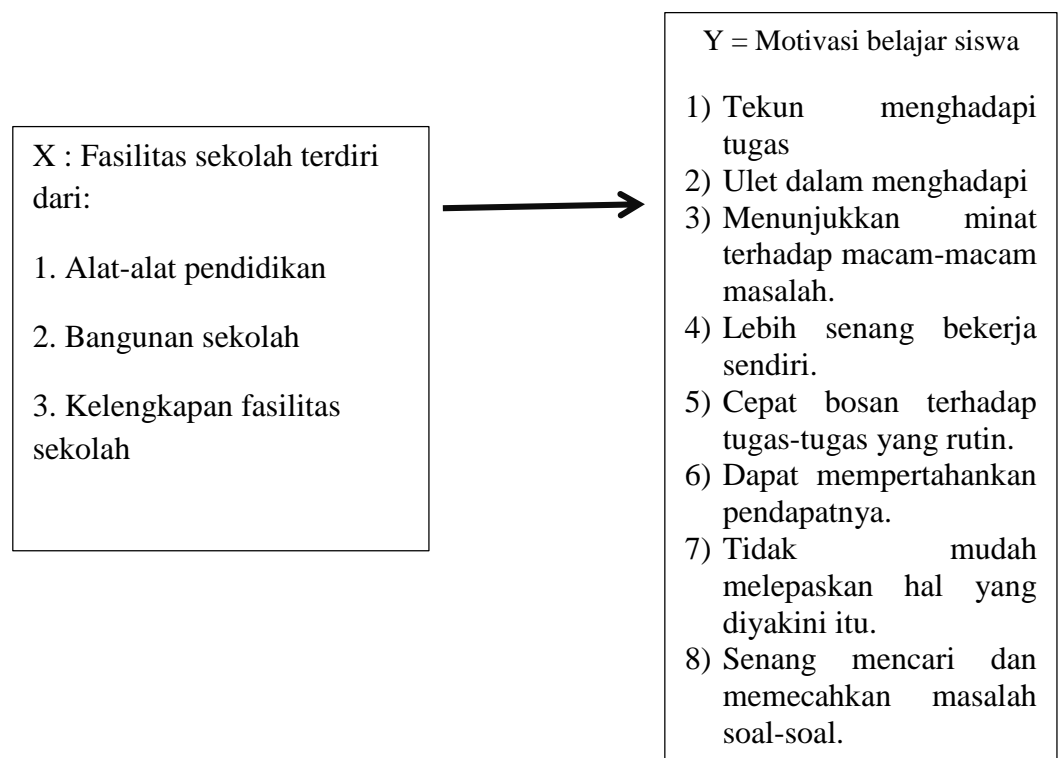 X : Fasilitas sekolah terdiri
dari:
1. Alat-alat pendidikan
2. Bangunan sekolah
3. Kelengkapan fasilitas
sekolah
Y = Motivasi belajar siswa
1) Tekun menghadapi
tugas
2) Ulet dalam menghadapi
3) Menunjukkan minat
terhadap macam-macam
masalah.
4) Lebih senang bekerja
sendiri.
5) Cepat bosan terhadap
tugas-tugas yang rutin.
6) Dapat mempertahankan
pendapatnya.
7) Tidak mudah
melepaskan hal yang
diyakini itu.
8) Senang mencari dan
memecahkan masalah
soal-soal.